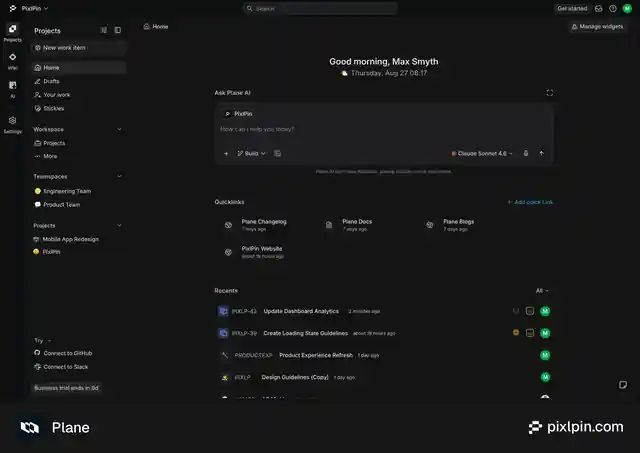 PixlPin
Search
Get started
M
Projects
Wiki
AI
Settings
Projects
New work item
Home
Drafts
Your work
Stickies
Workspace
Projects
More
Teamspaces
Engineering Team
Product Team
Projects
Mobile App Redesign
PixlPin
Try
Connect to GitHub
Connect to Slack
Business trial ends in 0d
Home
Manage widgets
Good morning, Max Smyth
Thursday, Aug 27 08:17
Ask Plane AI
PixlPin
How can I help you today?
Build
Claude Sonnet 4.6
Quicklinks
+ Add quick Link
Plane Changelog
7 days ago
Plane Docs
7 days ago
Plane Blogs
7 days ago
PixlPin Website
about 19 hours ago
Recents
All
Update Dashboard Analytics
2 minutes ago
M
PIXLP-39 Create Loading State Guidelines about 19 hours ago
M
PRODUCTEXP Product Experience Refresh 1 day ago
M
PIXLP Design Guidelines (Copy) 1 day ago
M
Plane
pixlpin.com